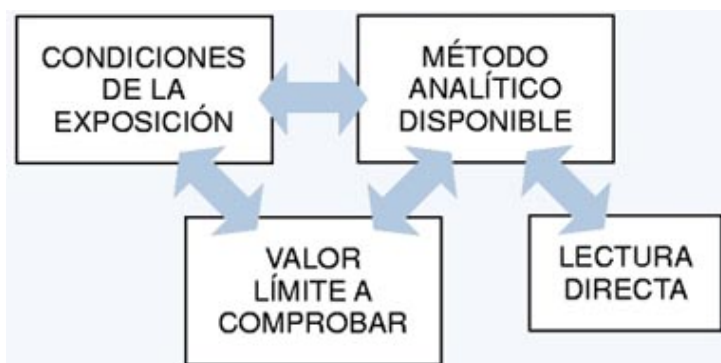 CONDICIONES
DE LA
EXPOSICIÓN
MÉTODO
ANALÍTICO
DISPONIBLE
VALOR
LÍMITE A
COMPROBAR
LECTURA
DIRECTA